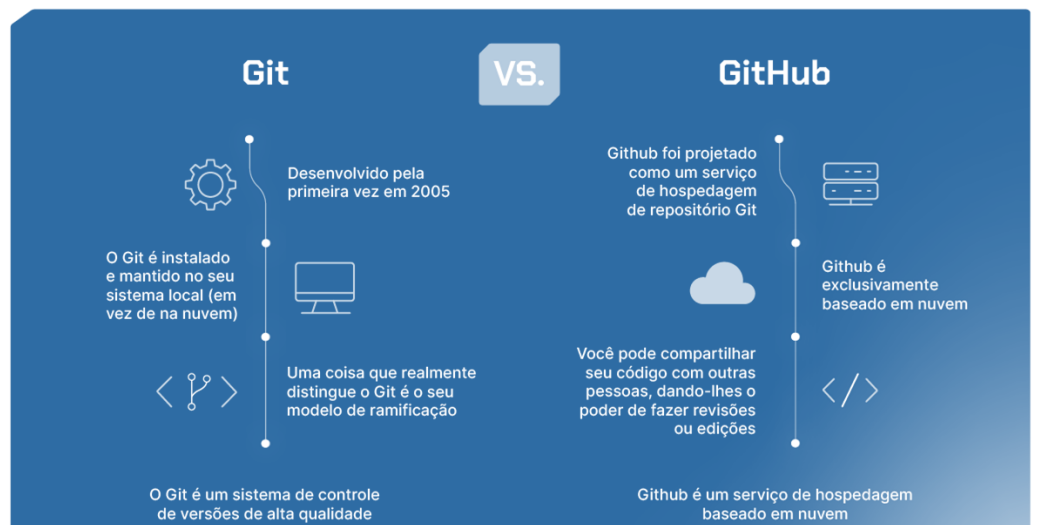 Git
VS.
GitHub
Desenvolvido pela
primeira vez em 2005
O Git é instalado
e mantido no seu
sistema local (em
vez de na nuvem)
Uma coisa que realmente
distingue o Git é o seu
modelo de ramificação
O Git é um sistema de controle
de versões de alta qualidade
Github foi projetado
como um serviço
de hospedagem
de repositório Git
Github é
exclusivamente
baseado em nuvem
Você pode compartilhar
seu código com outras
pessoas, dando-lhes o
poder de fazer revisões
ou edições
Github é um serviço de hospedagem
baseado em nuvem